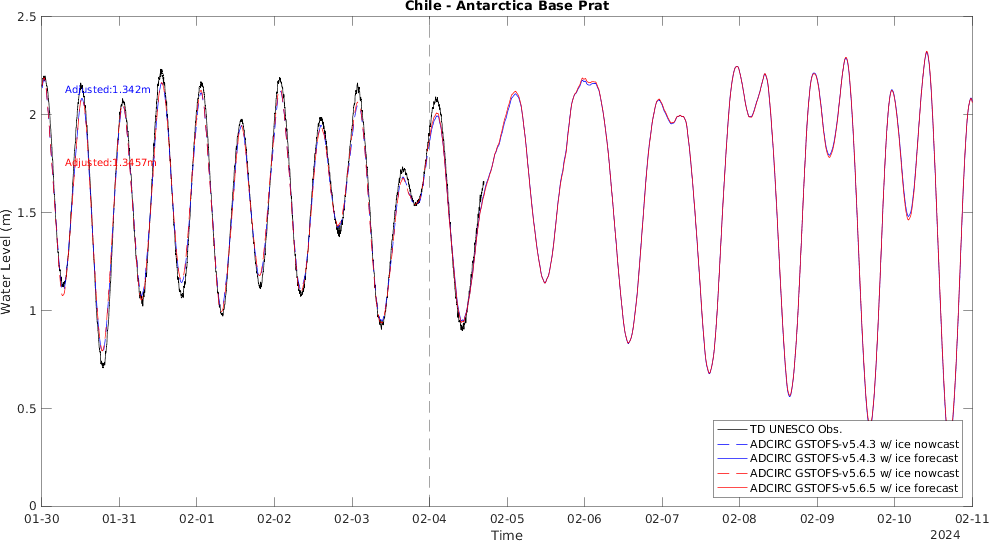 Chile - Antarctica Base Prat
2.5
2
1.5
1
0.5
0
Water Level (m)
Adjusted:1.342m
Adjusted:1.3457m
TD UNESCO Obs.
ADCIRC GSTOFS-v5.4.3 w/ ice nowcast
ADCIRC GSTOFS-v5.4.3 w/ ice forecast
ADCIRC GSTOFS-v5.6.5 w/ ice nowcast
ADCIRC GSTOFS-v5.6.5 w/ ice forecast
01-30 01-31 02-01 02-02 02-03 02-04 02-05 02-06 02-07 02-08 02-09 02-10 02-11
Time
2024